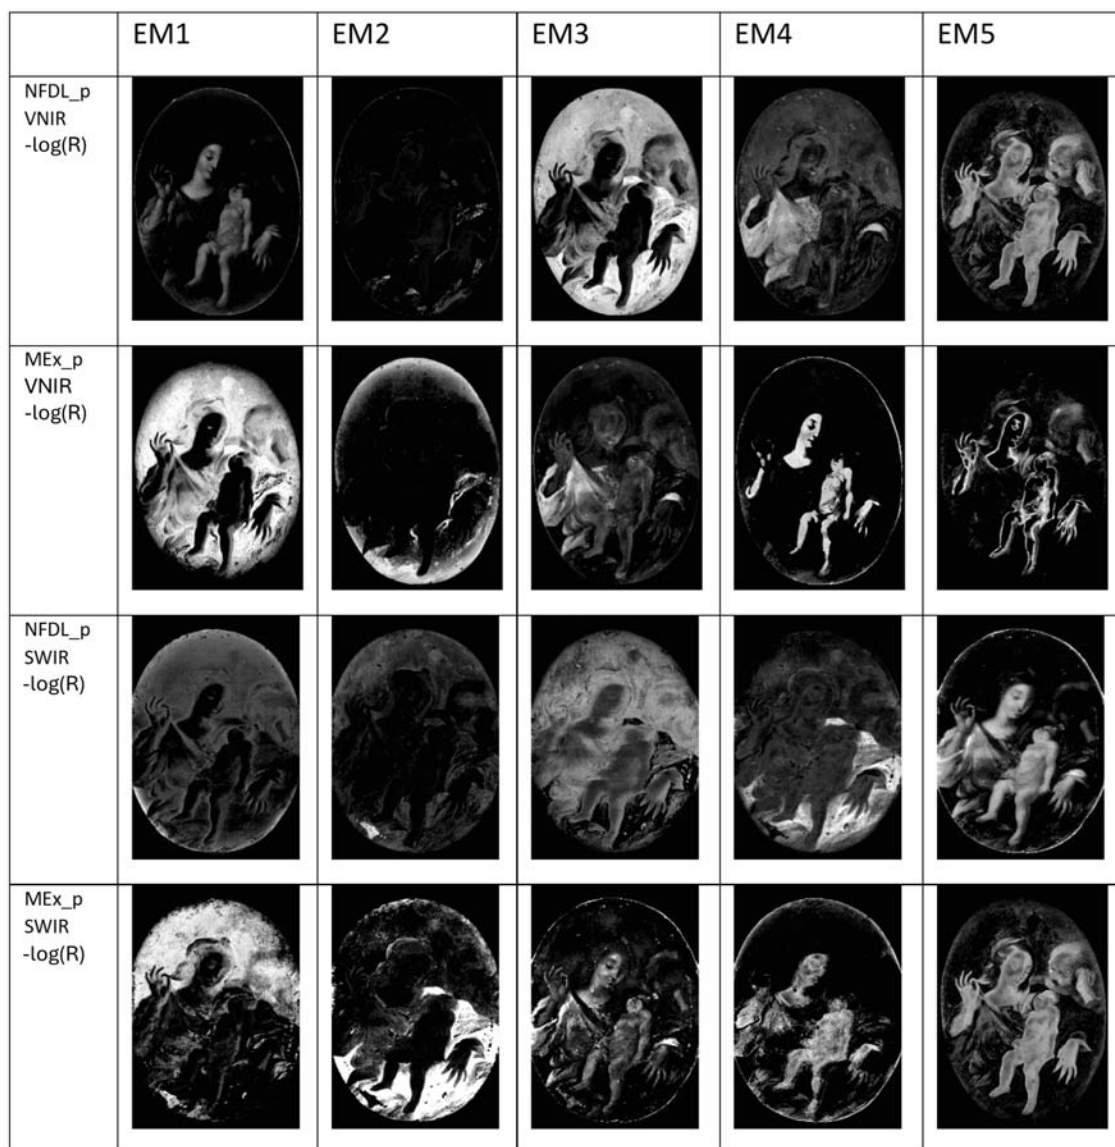 EM1 EM2 EM3 EM4 EM5
NFDL_p
VNIR
-log(R)
MEx_p
VNIR
-log(R)
NFDL_p
SWIR
-log(R)
MEx_p
SWIR
-log(R)